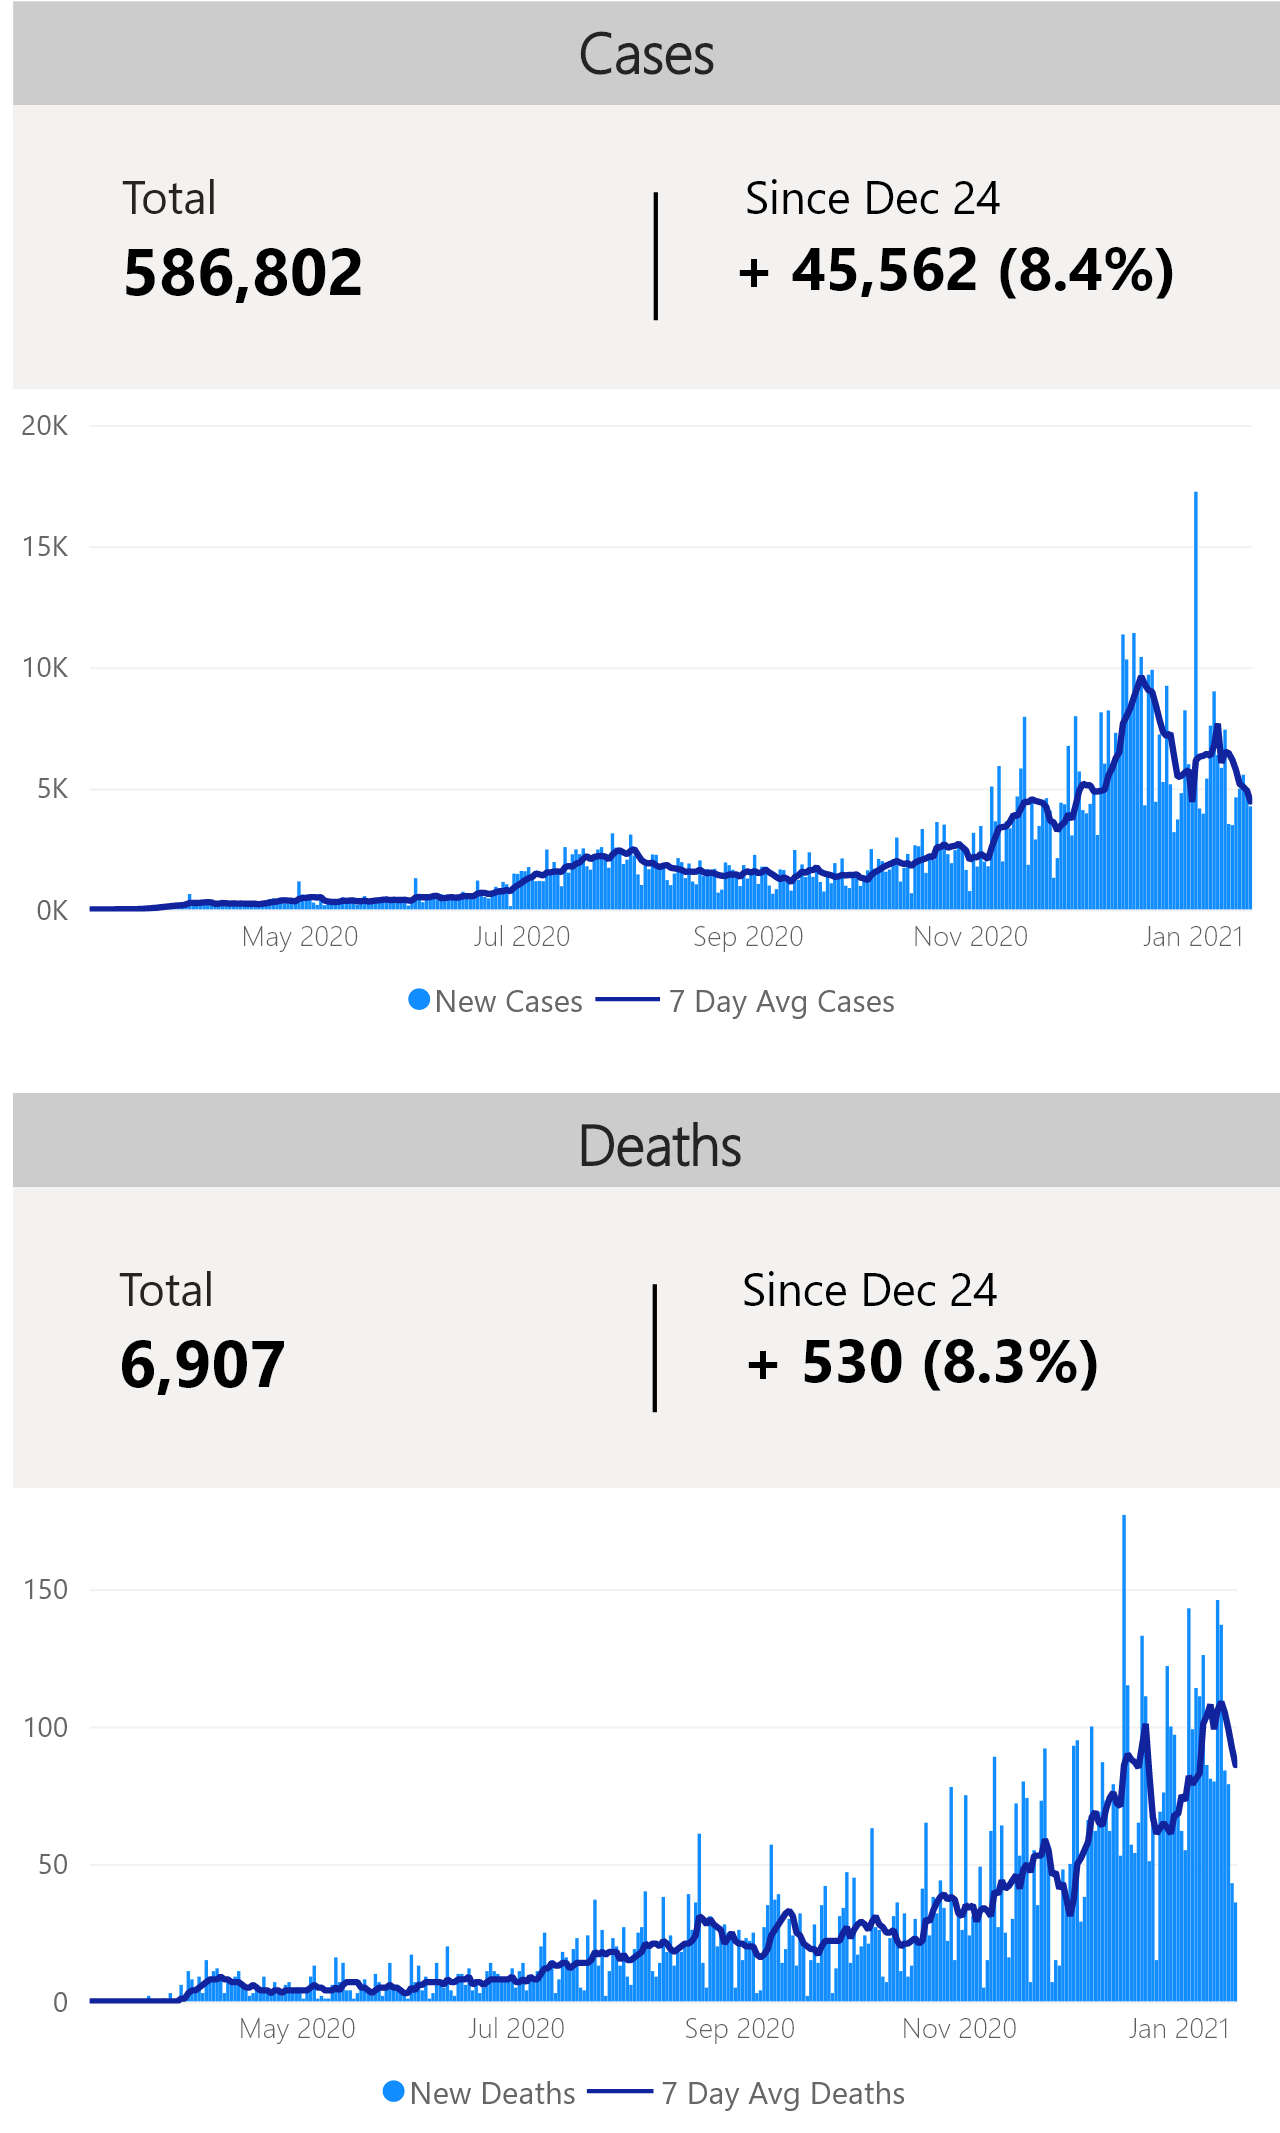 Cases
Total
Since Dec 24
586,802
+ 45,562 (8.4%)
20K
15K
10K
5K
0K
May 2020
Jul 2020
Sep 2020
Nov 2020
Jan 2021
New Cases
7 Day Avg Cases
Deaths
Total
Since Dec 24
6,907
+ 530 (8.3%)
150
100
50
0
May 2020
Jul 2020
Sep 2020
Nov 2020
Jan 2021
New Deaths
7 Day Avg Deaths